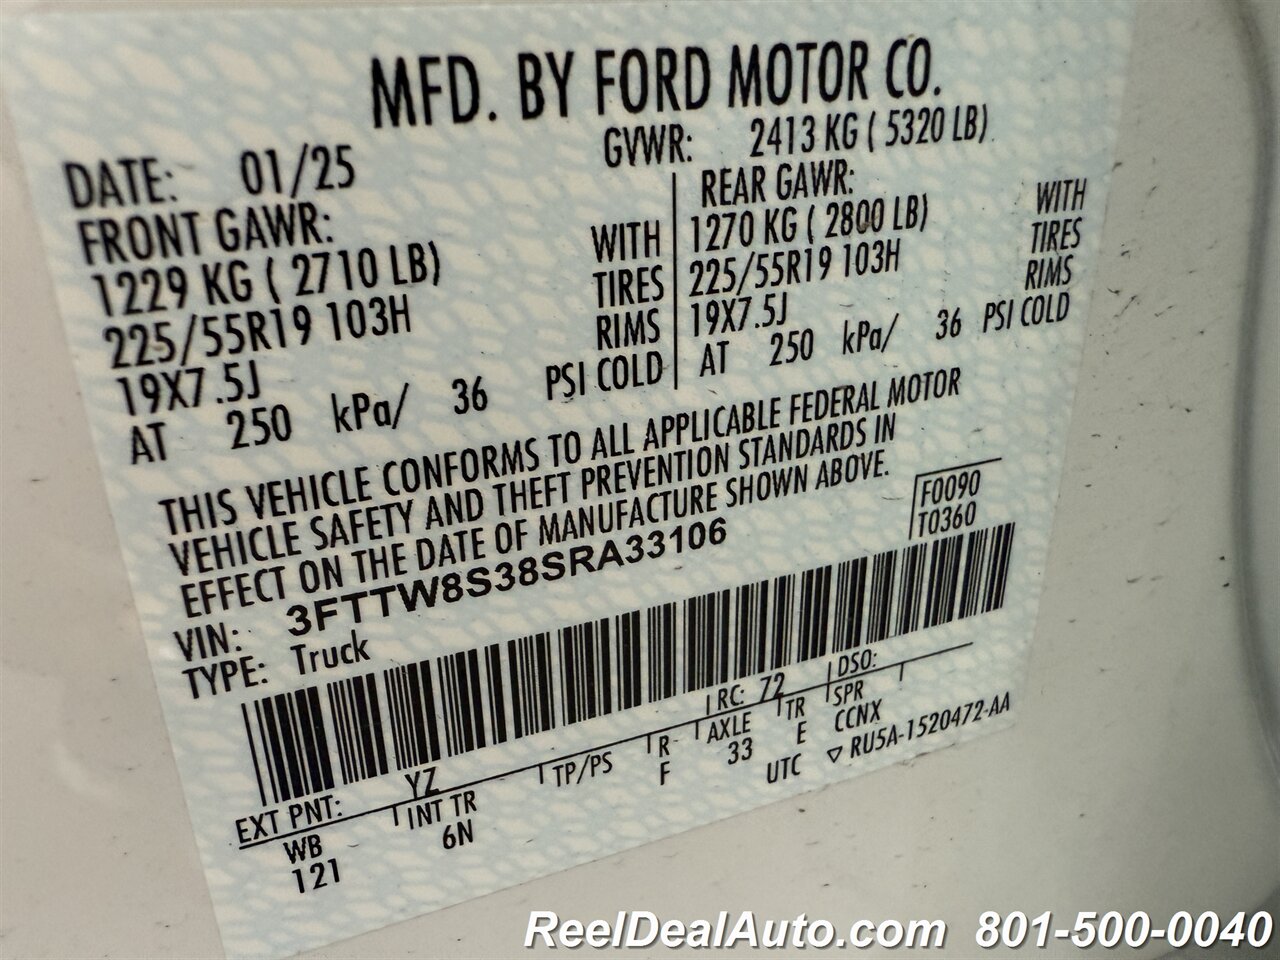 MFD. BY FORD MOTOR CO.
DATE: 01/25
GVWR: 2413 KG ( 5320 LB)
FRONT GAWR:
1229 KG ( 2710 LB) WITH
225/55R19 103H TIRES
19X7.5J RIMS
AT 250 kPa/ 36 PSI COLD
REAR GAWR:
1270 KG ( 2800 LB) WITH
225/55R19 103H TIRES
19X7.5J RIMS
AT 250 kPa/ 36 PSI COLD
THIS VEHICLE CONFORMS TO ALL APPLICABLE FEDERAL MOTOR
VEHICLE SAFETY AND THEFT PREVENTION STANDARDS IN
EFFECT ON THE DATE OF MANUFACTURE SHOWN ABOVE.
VIN: 3FTTW8S38SRA33106
F0090
T0360
TYPE: Truck
EXT PNT: YZ RC: 72 DSO:
WB INT TR TP/PS R AXLE TR SPR
121 6N F 33 E CCNX
UTC ▽ RU5A-1520472-AA
ReelDealAuto.com 801-500-0040